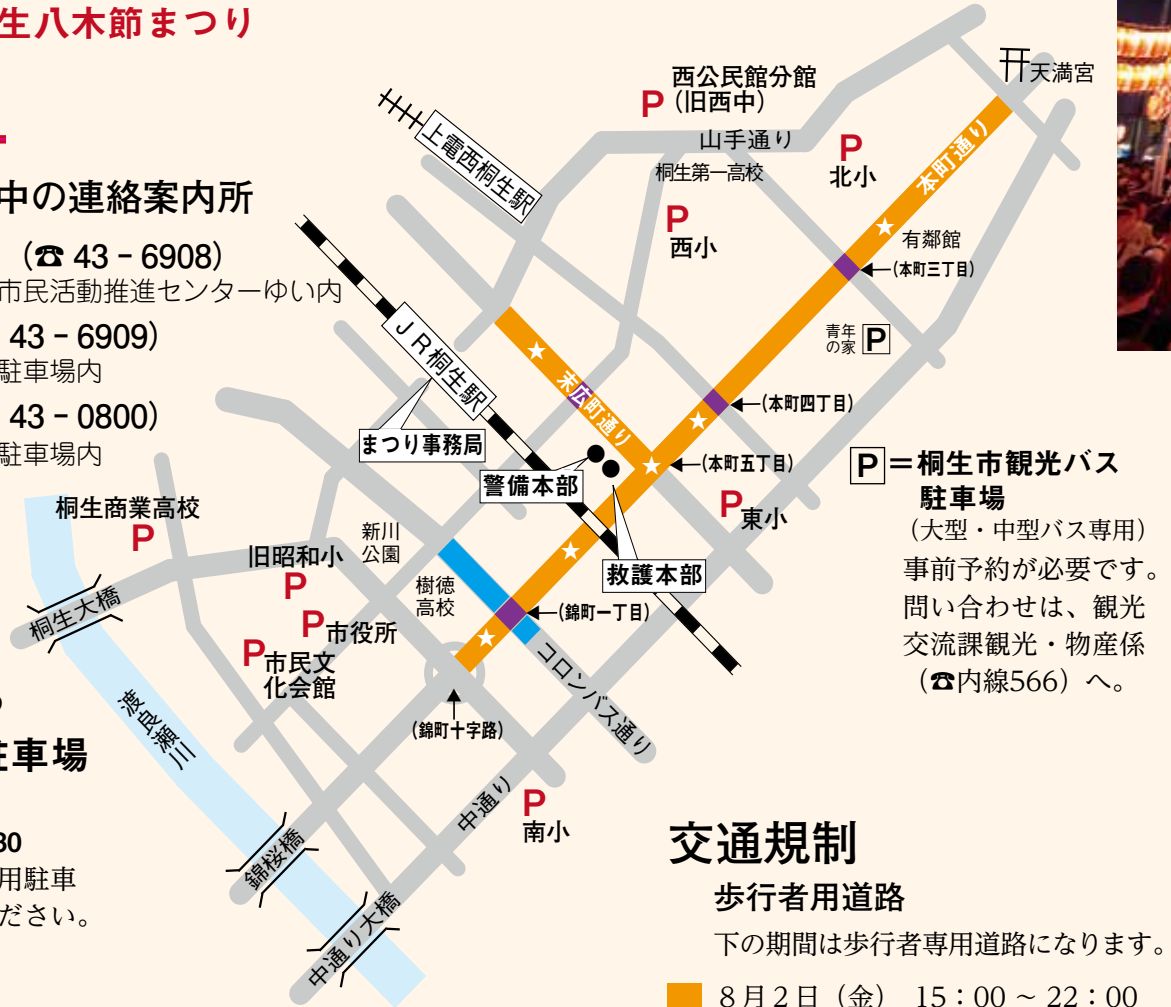 生八木節まつり
中の連絡案内所
(☎ 43－6908)
市民活動推進センターゆい内
43－6909)
駐車場内
43－0800)
駐車場内
天満宮
西公民館分館
P (旧西中)
山手通り
桐生第一高校
P
北小
本町通り
上電西桐生駅
P
西小
有鄰館
(本町三丁目)
青年
の家 P
JR桐生駅
末広町通り
(本町四丁目)
まつり事務局
警備本部
(本町五丁目)
P
東小
P＝桐生市観光バス
駐車場
(大型・中型バス専用)
事前予約が必要です。
問い合わせは、観光
交流課観光・物産係
(☎内線566) へ。
桐生商業高校
P
新川
公園
旧昭和小
P
樹徳
高校
救護本部
桐生大橋
P
市役所
(錦町一丁目)
P
市民文
化会館
コロンバス通り
渡良瀬川
(錦町十字路)
車場
中通り
P
南小
30
用駐車
ださい。
錦桜橋
中通り大橋
交通規制
歩行者用道路
下の期間は歩行者専用道路になります。
8月2日（金） 15：00 ~ 22：00